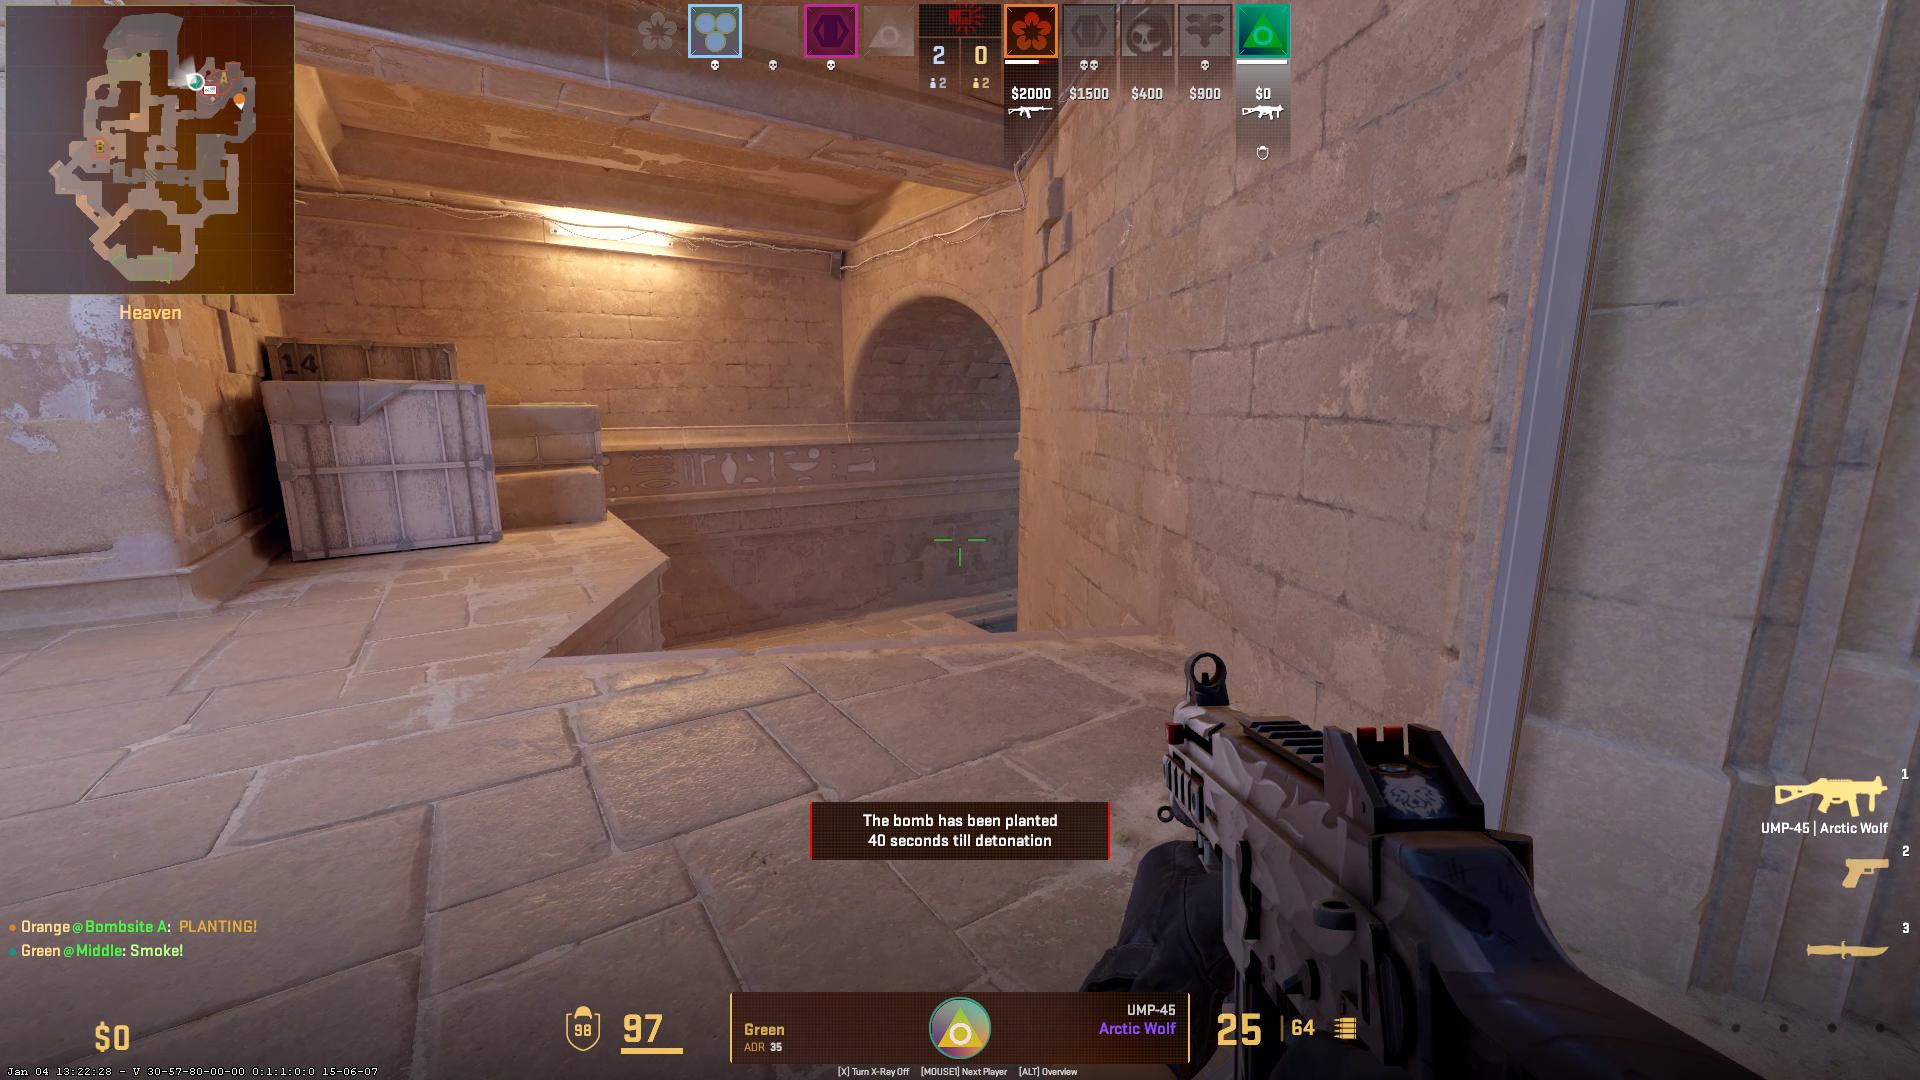 2 0
2 2
$2000 $1500 $400 $900 $0
A
B
Heaven
14
The bomb has been planted
40 seconds till detonation
1
UMP-45 | Arctic Wolf
2
3
Orange@Bombsite A: PLANTING!
Green@Middle: Smoke!
$0
98 97
Green
ADR 35
UMP-45
Arctic Wolf
25 | 64
[X] Turn X-Ray Off [MOUSE1] Next Player [ALT] Overview
Jan 04 13:22:28 - V 30-57-80-00-00 0:1:1:0:0 15-06-07